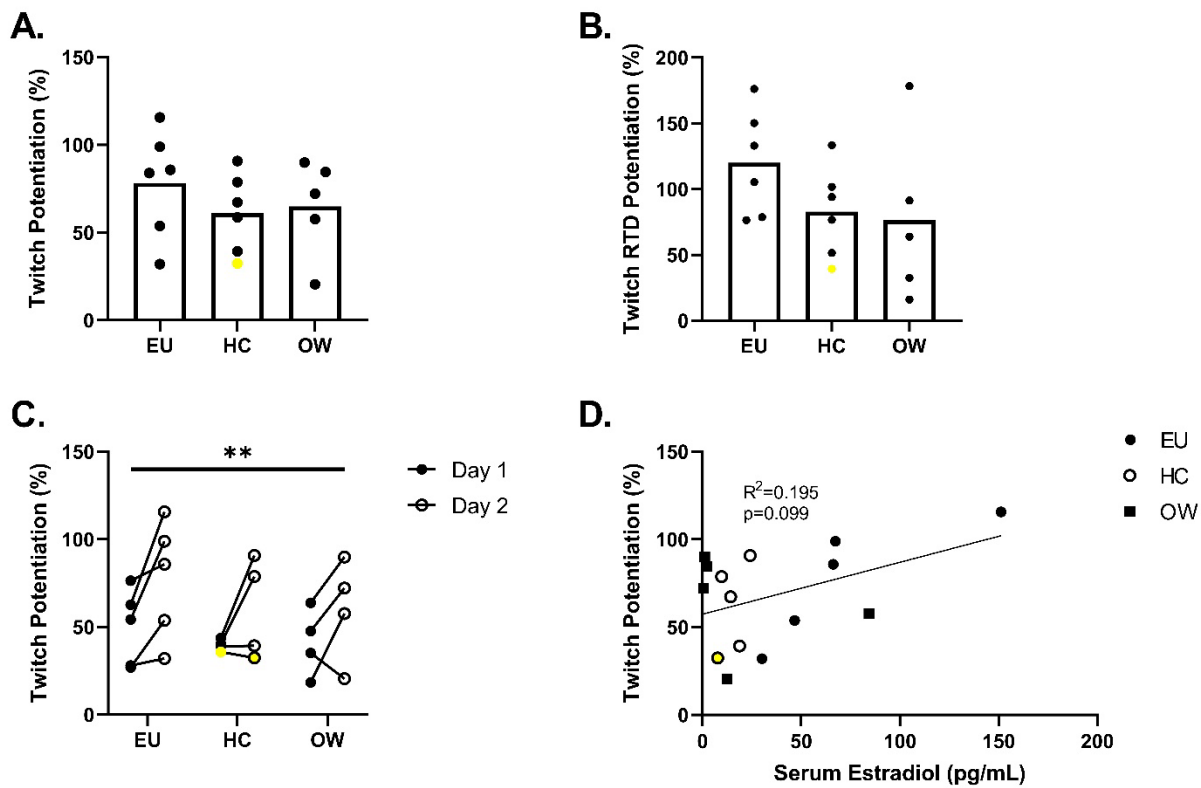 A.
150
100
50
0
Twitch Potentiation (%)
EU HC OW
B.
200
150
100
50
0
Twitch RTD Potentiation (%)
EU HC OW
C.
150
100
50
0
Twitch Potentiation (%)
**
EU HC OW
Day 1
Day 2
D.
150
100
50
0
Twitch Potentiation (%)
R²=0.195
p=0.099
0 50 100 150 200
Serum Estradiol (pg/mL)
EU
HC
OW